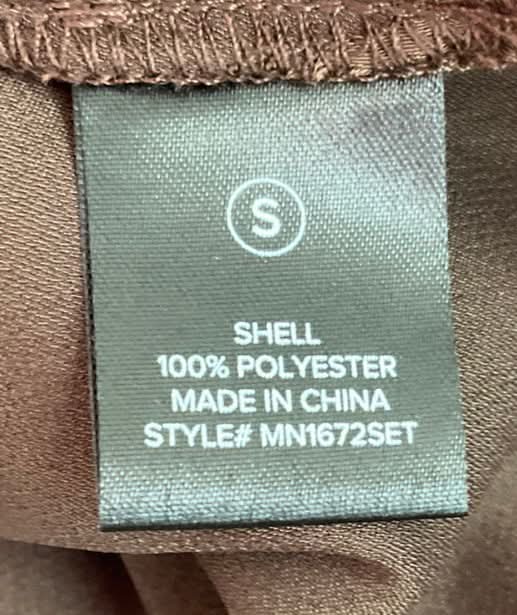 S
SHELL
100% POLYESTER
MADE IN CHINA
STYLE# MN1672SET